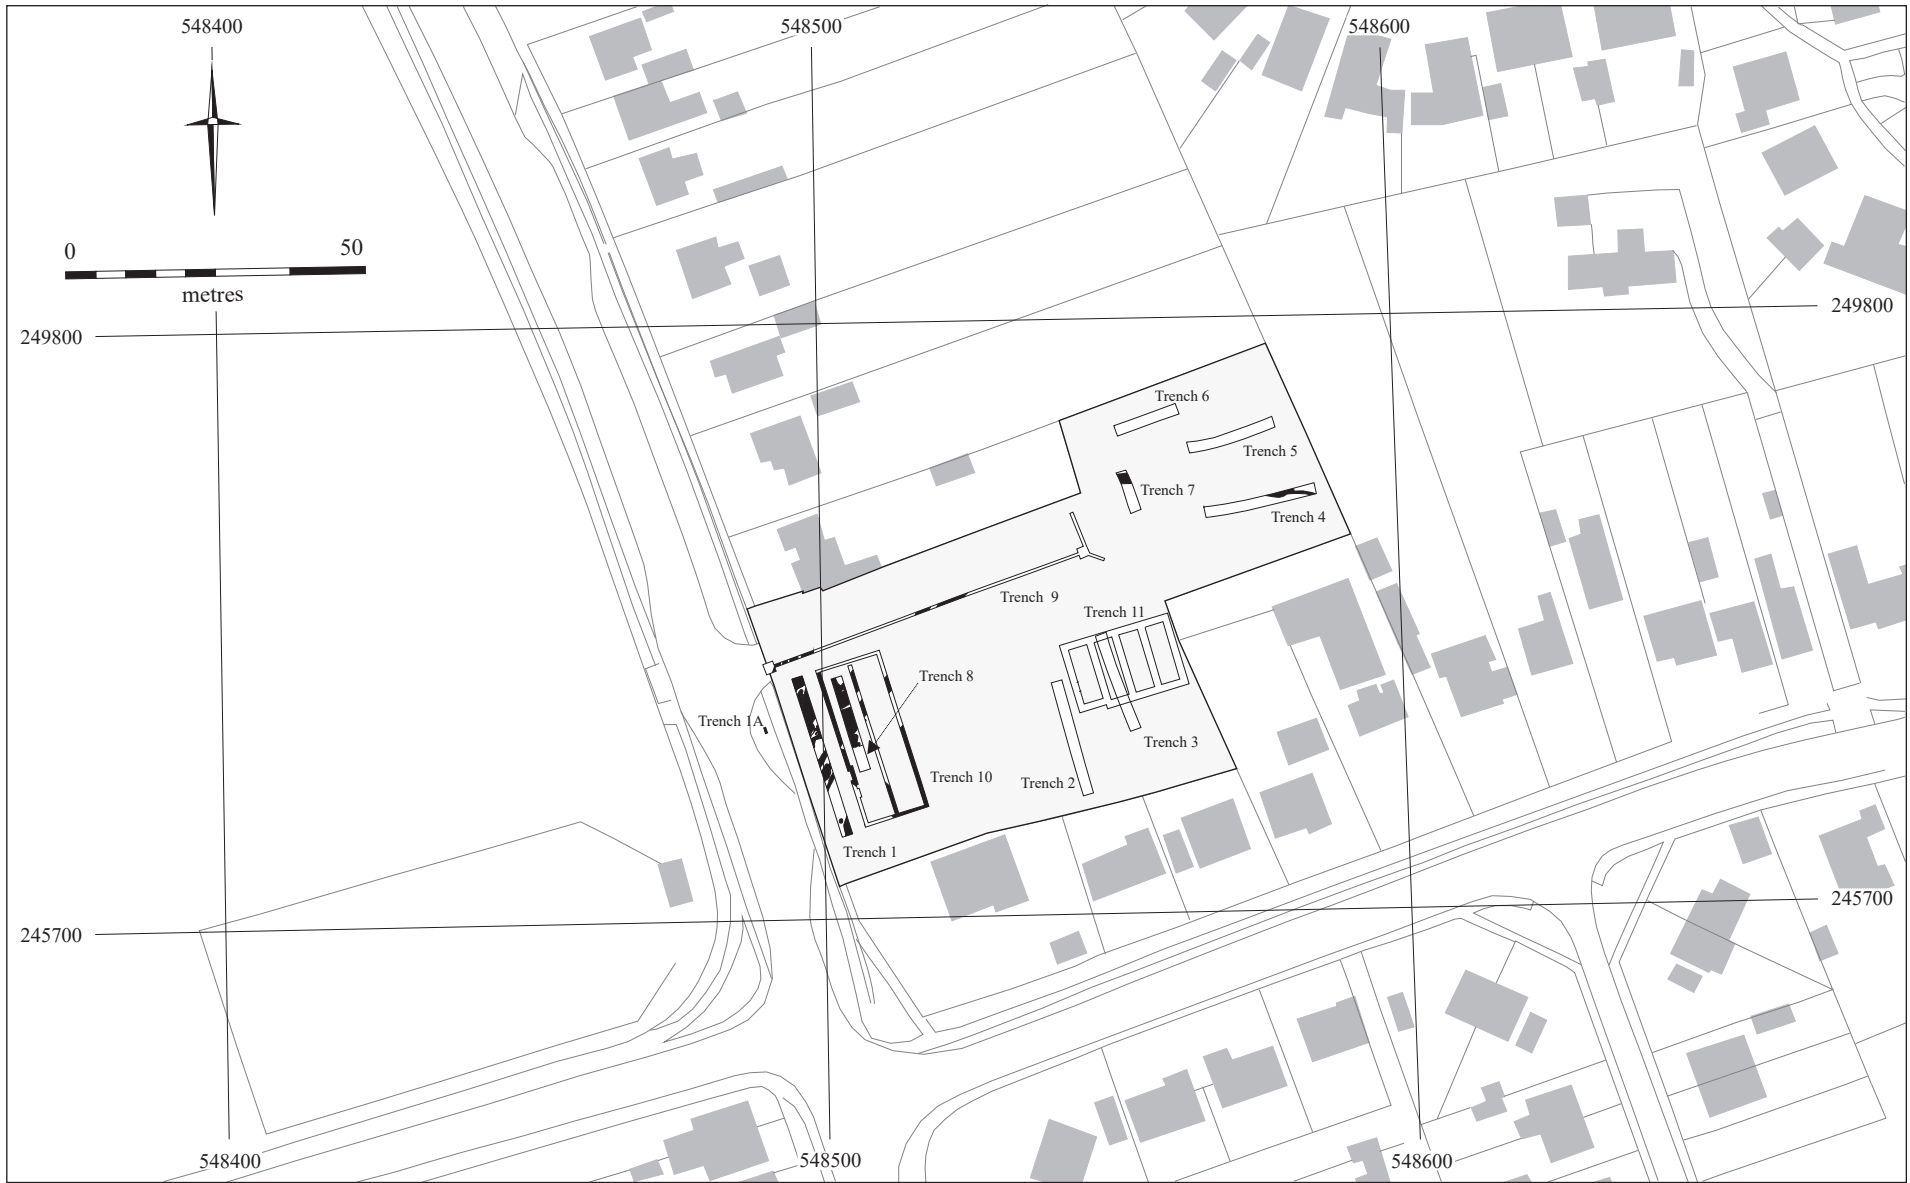 548400
548500
548600
0
50
metres
249800
249800
Trench 6
Trench 5
Trench 7
Trench 4
Trench 9
Trench 11
Trench 8
Trench 1A
Trench 3
Trench 10
Trench 2
Trench 1
245700
245700
548400
548500
548600